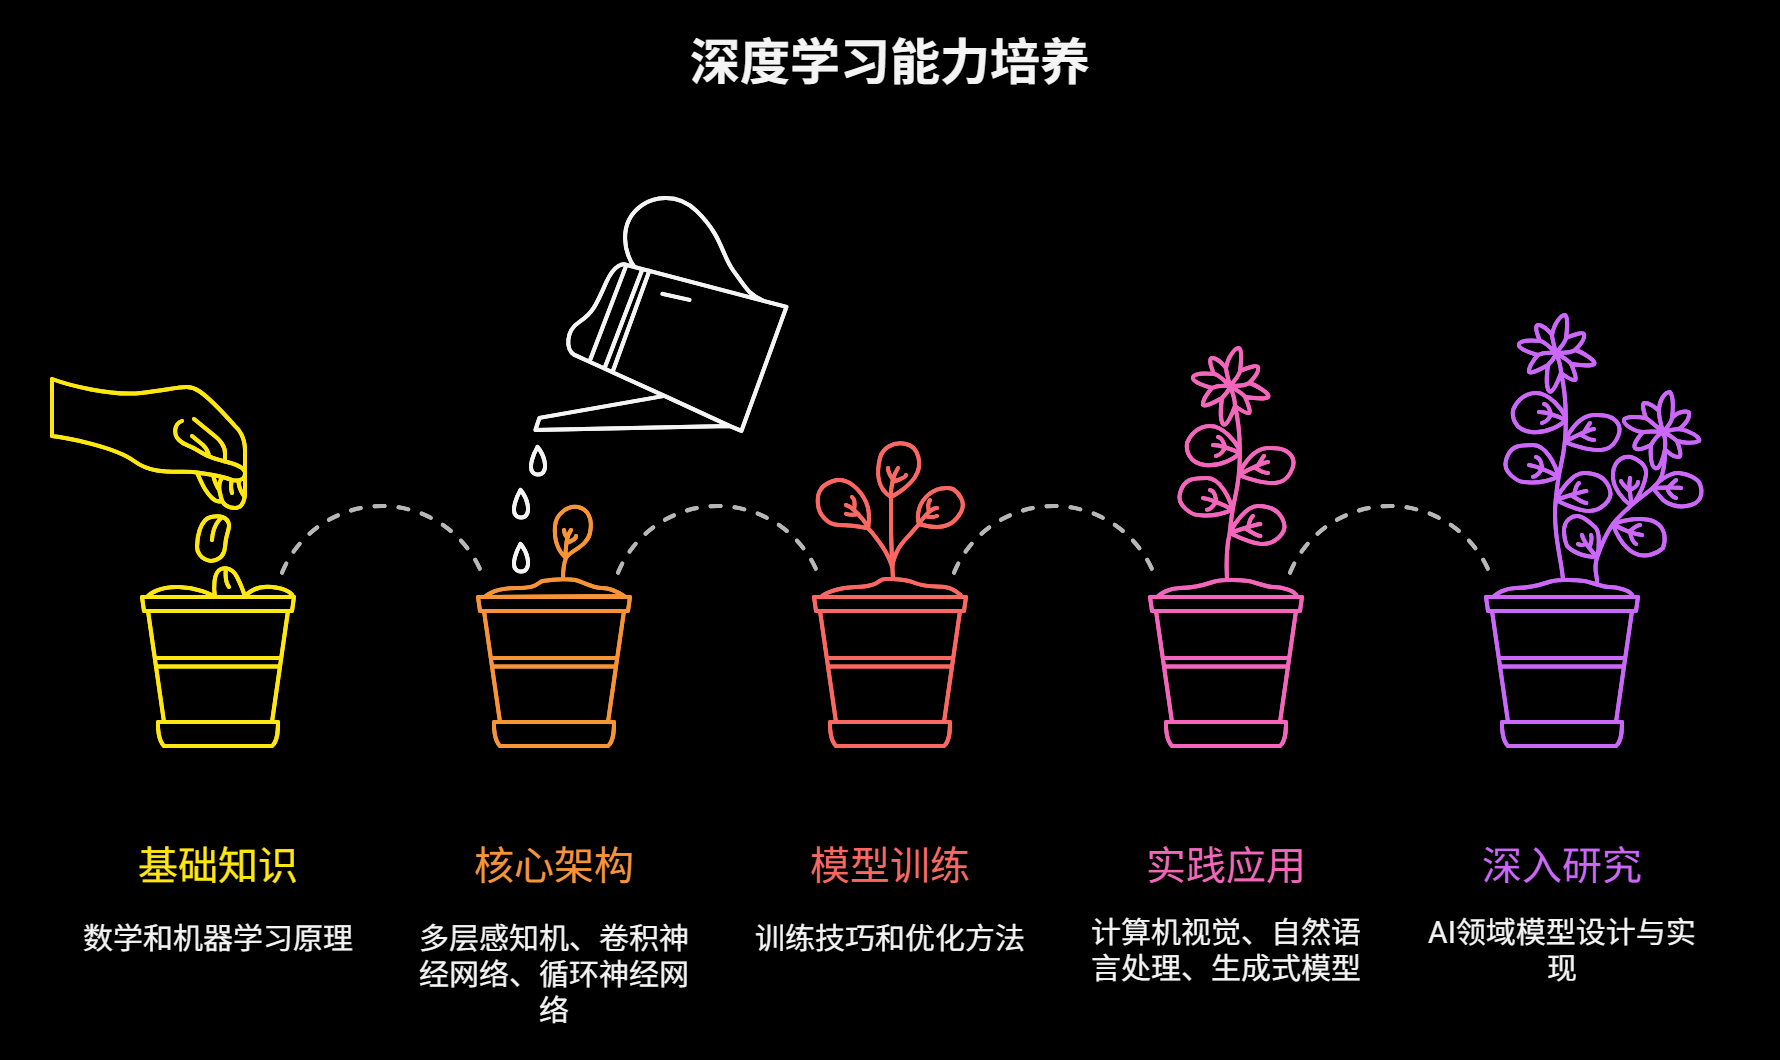 深度学习能力培养
基础知识
数学和机器学习原理
核心架构
多层感知机、卷积神
经网络、循环神经网
络
模型训练
训练技巧和优化方法
实践应用
计算机视觉、自然语
言处理、生成式模型
深入研究
AI领域模型设计与实
现